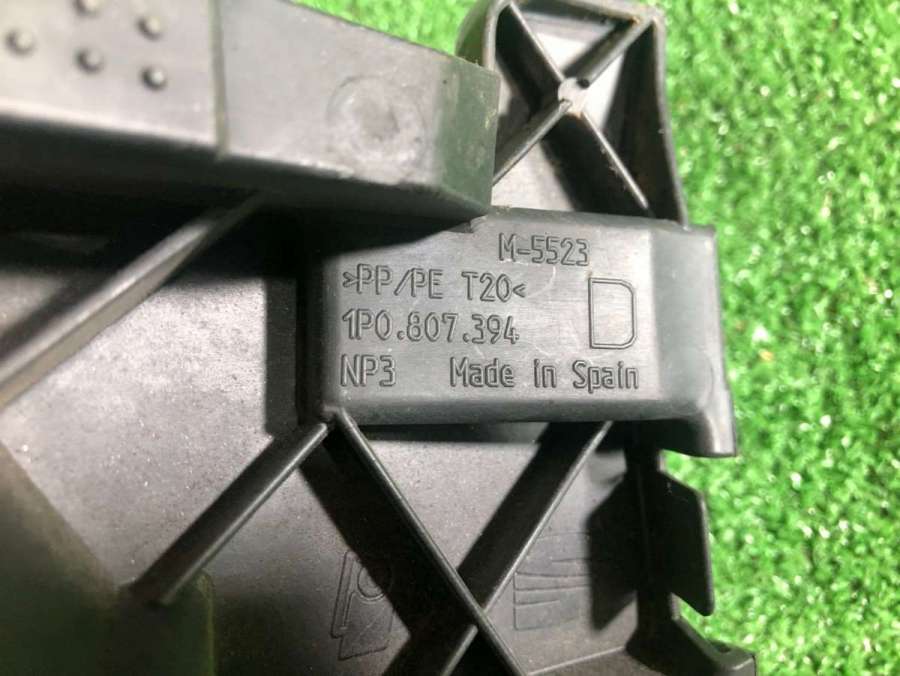 M-5523
>PP/PE T20<
1P0.807.394 D
NP3 Made in Spain